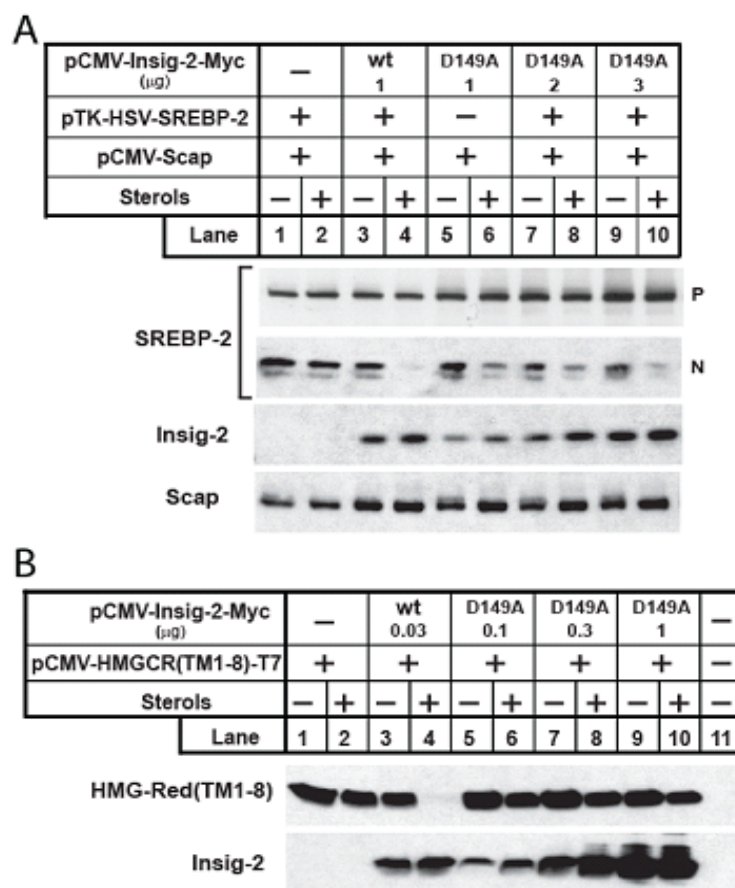 A
pCMV-Insig-2-Myc (μg) — wt 1 D149A 1 D149A 2 D149A 3
pTK-HSV-SREBP-2 + + — + +
pCMV-Scap + + + + +
Sterols — + — + — + — + — +
Lane 1 2 3 4 5 6 7 8 9 10
SREBP-2
P
N
Insig-2
Scap
B
pCMV-Insig-2-Myc (μg) — wt 0.03 D149A 0.1 D149A 0.3 D149A 1 —
pCMV-HMGCR(TM1-8)-T7 + + + + + —
Sterols — + — + — + — + — + —
Lane 1 2 3 4 5 6 7 8 9 10 11
HMG-Red(TM1-8)
Insig-2